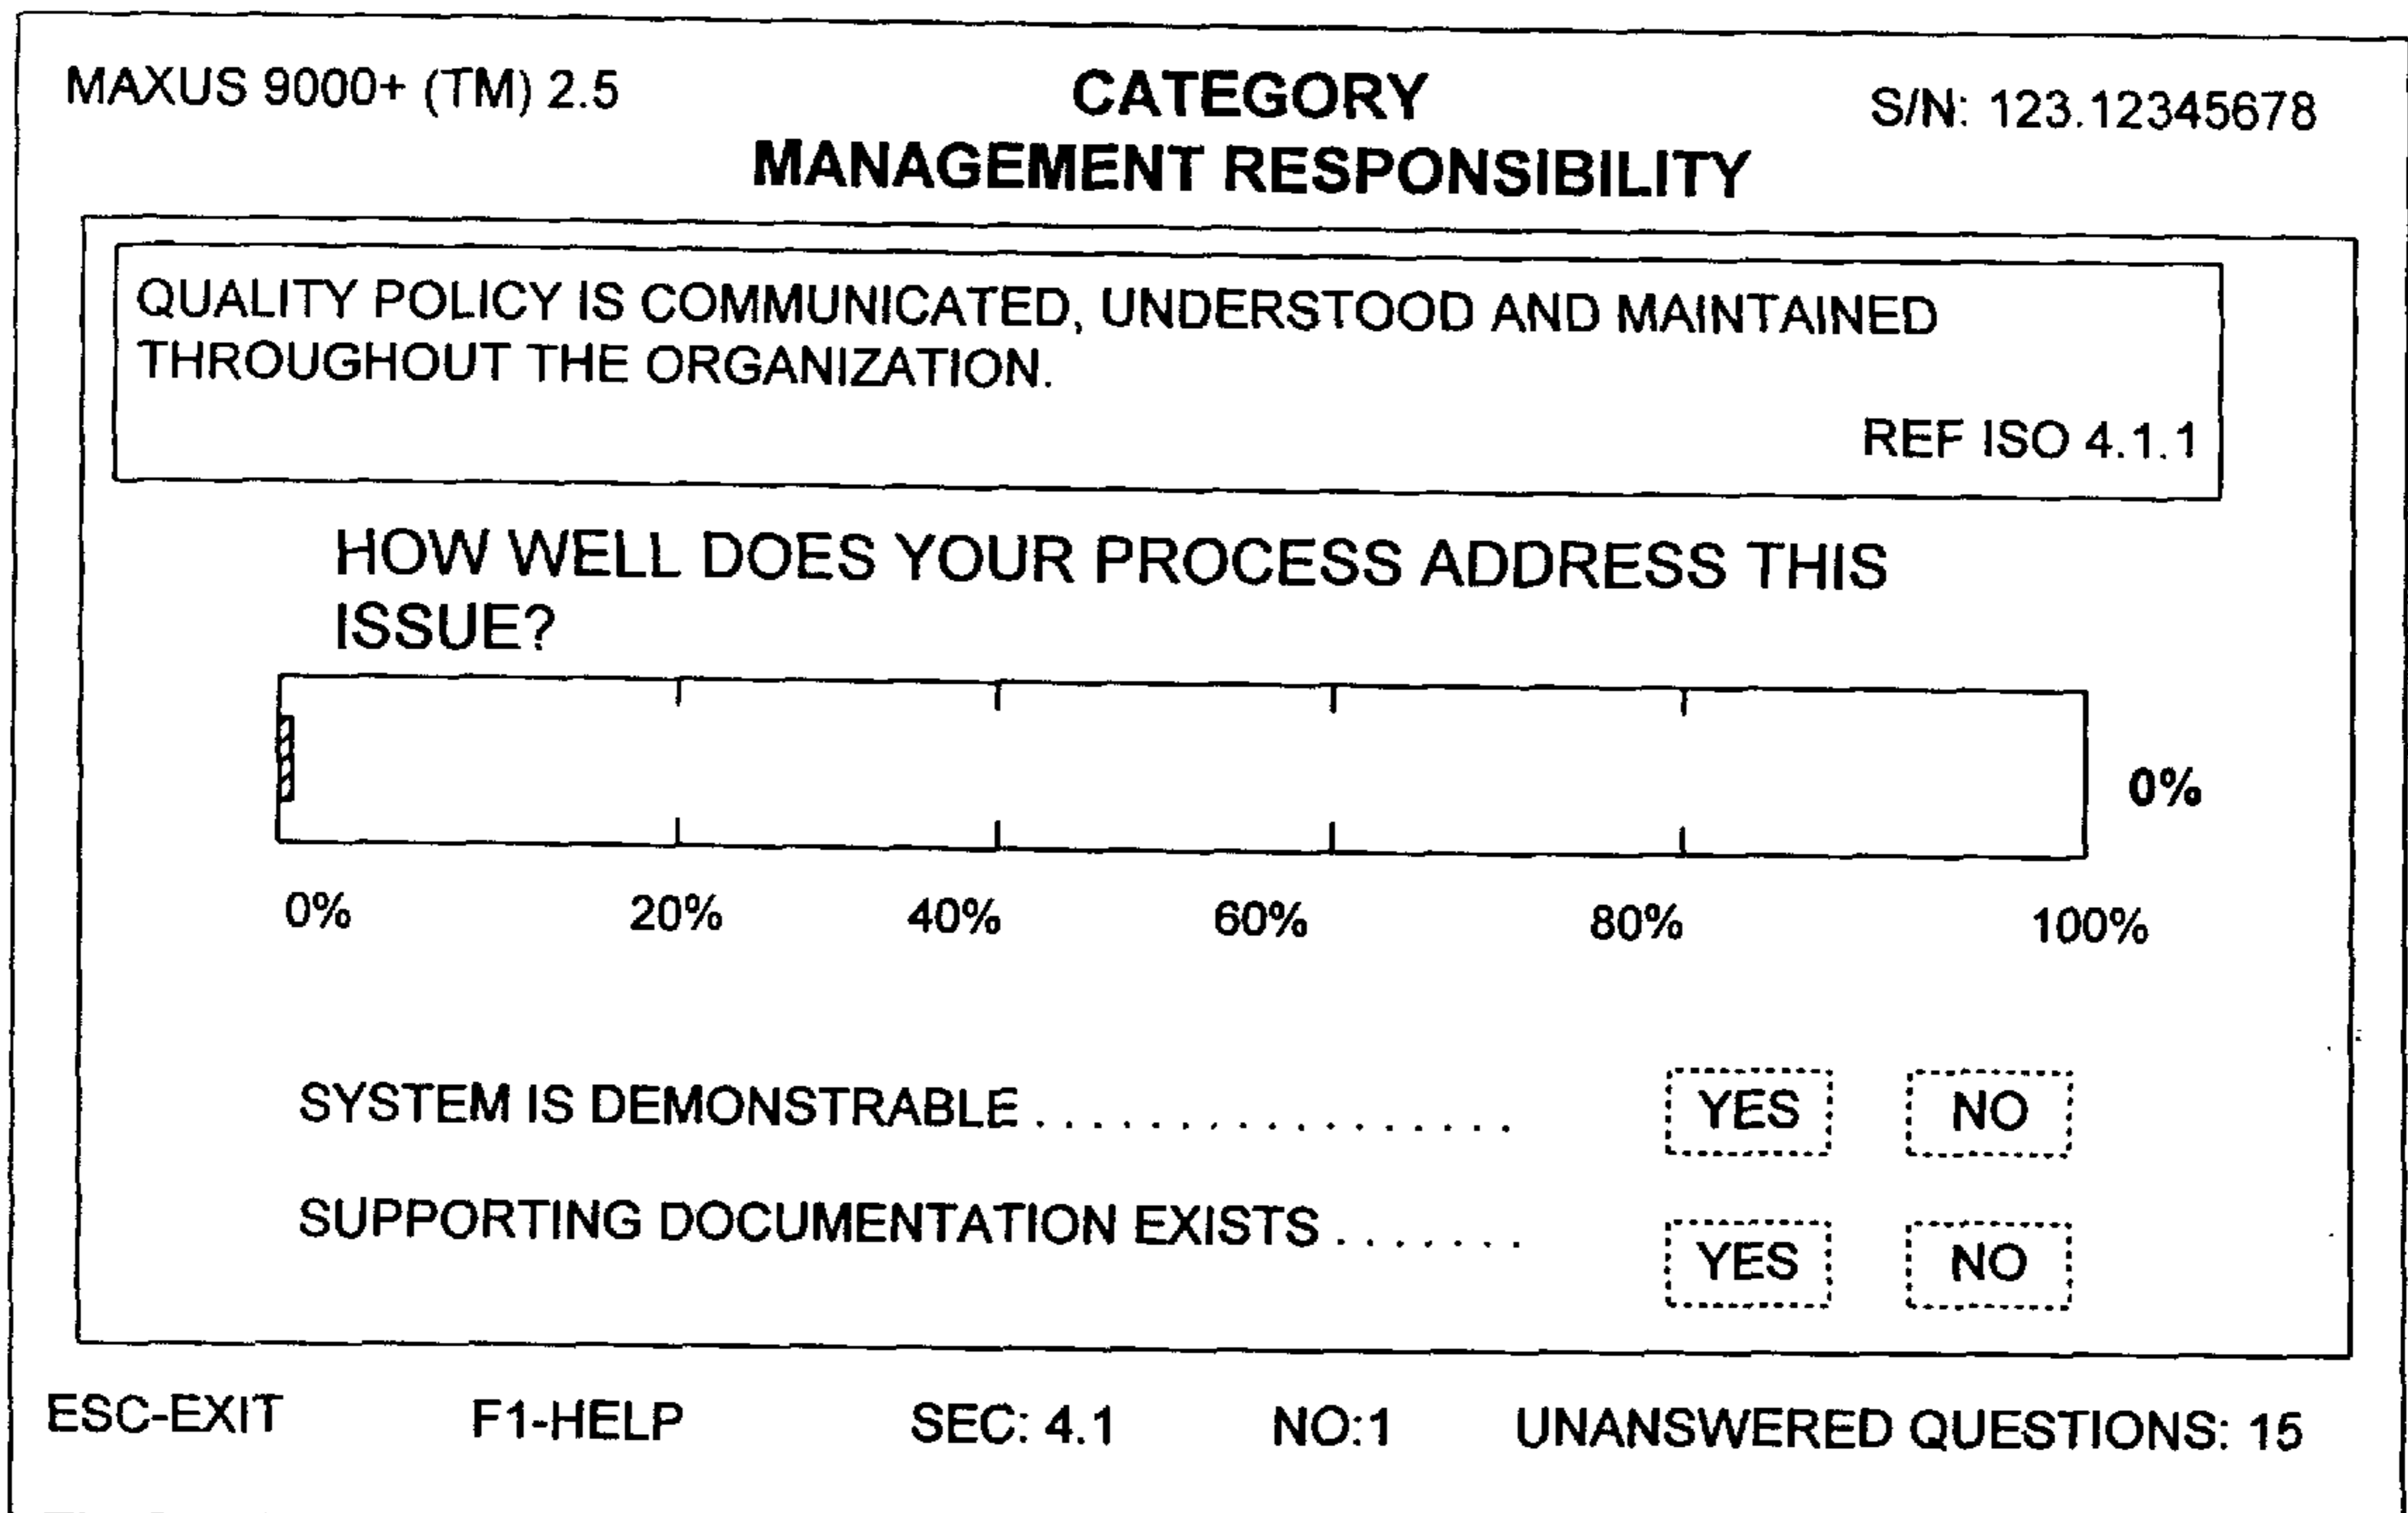 MAXUS 9000+ (TM) 2.5
CATEGORY
S/N: 123.12345678
MANAGEMENT RESPONSIBILITY
QUALITY POLICY IS COMMUNICATED, UNDERSTOOD AND MAINTAINED
THROUGHOUT THE ORGANIZATION.
REF ISO 4.1.1
HOW WELL DOES YOUR PROCESS ADDRESS THIS
ISSUE?
0%
0% 20% 40% 60% 80% 100%
SYSTEM IS DEMONSTRABLE ................. YES NO
SUPPORTING DOCUMENTATION EXISTS ....... YES NO
ESC-EXIT F1-HELP SEC: 4.1 NO:1 UNANSWERED QUESTIONS: 15